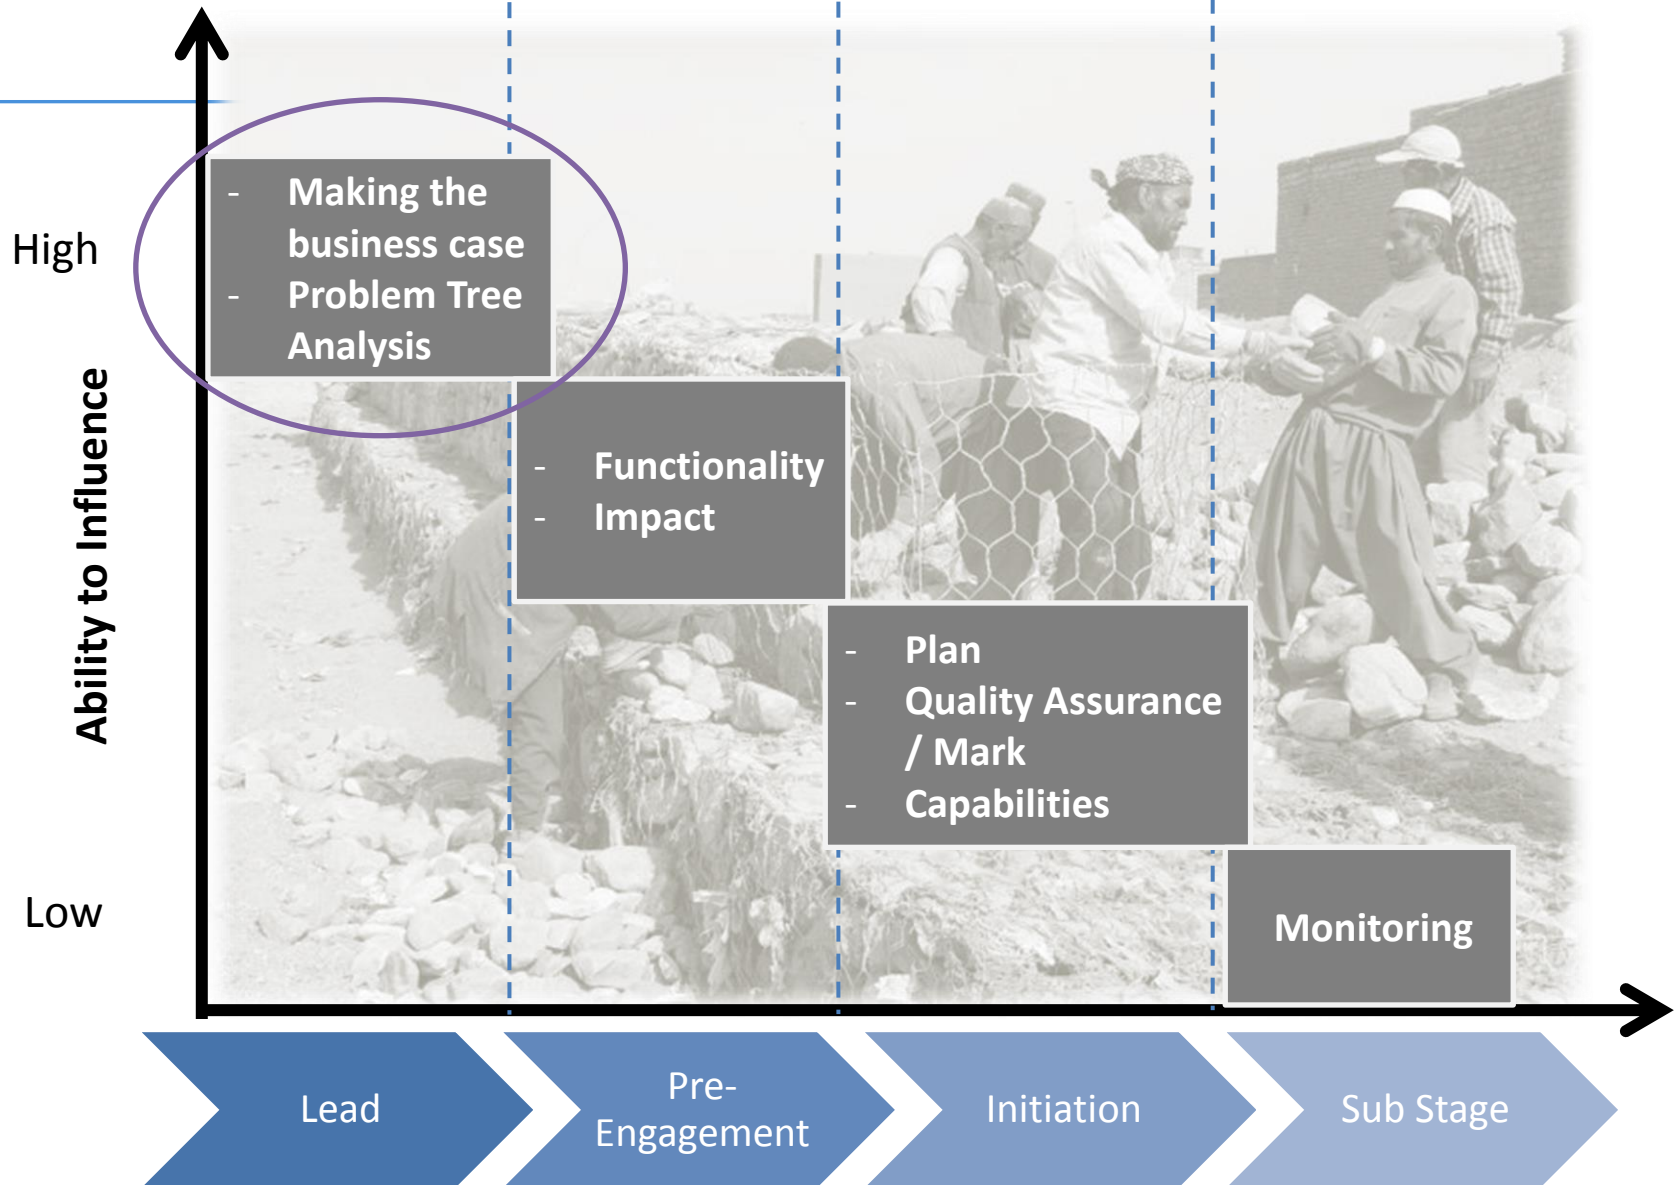 High
Ability to Influence
Low
- Making the
business case
- Problem Tree
Analysis
- Functionality
- Impact
- Plan
- Quality Assurance
/ Mark
- Capabilities
Monitoring
Lead
Pre-
Engagement
Initiation
Sub Stage